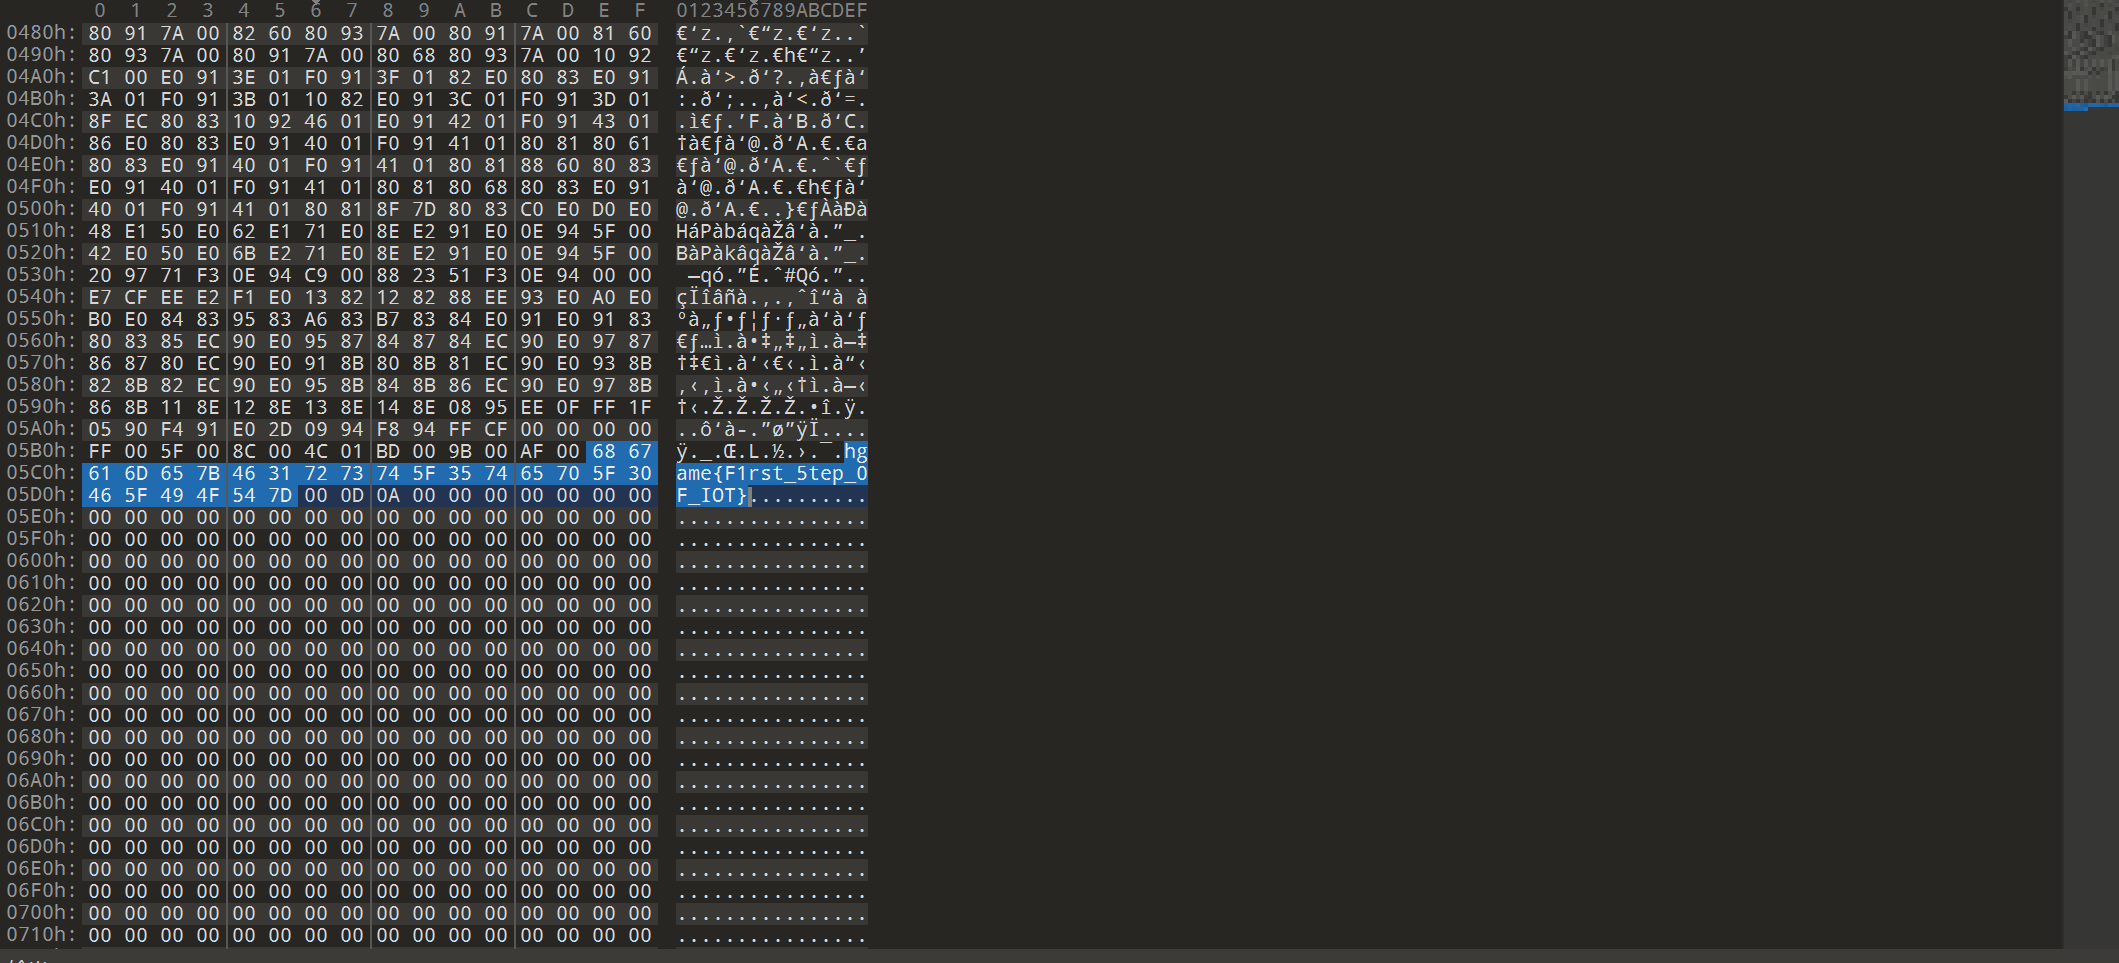 0 1 2 3 4 5 6 7 8 9 A B C D E F 0123456789ABCDEF
0480h: 80 91 7A 00 82 60 80 93 7A 00 80 91 7A 00 81 60 €‘z.‚`€“z.€‘z..`
0490h: 80 93 7A 00 80 91 7A 00 80 68 80 93 7A 00 10 92 €“z.€‘z.€h€“z..’
04A0h: C1 00 E0 91 3E 01 F0 91 3F 01 82 E0 80 83 E0 91 Á.à‘>.ð‘?.‚à€ƒà‘
04B0h: 3A 01 F0 91 3B 01 10 82 E0 91 3C 01 F0 91 3D 01 :.ð‘;..‚à‘<.ð‘=.
04C0h: 8F EC 80 83 10 92 46 01 E0 91 42 01 F0 91 43 01 .ì€ƒ.’F.à‘B.ð‘C.
04D0h: 86 E0 80 83 E0 91 40 01 F0 91 41 01 80 81 80 61 †à€ƒà‘@.ð‘A.€.€a
04E0h: 80 83 E0 91 40 01 F0 91 41 01 80 81 88 60 80 83 €ƒà‘@.ð‘A.€.ˆ`€ƒ
04F0h: E0 91 40 01 F0 91 41 01 80 81 80 68 80 83 E0 91 à‘@.ð‘A.€.€h€ƒà‘
0500h: 40 01 F0 91 41 01 80 81 8F 7D 80 83 C0 E0 D0 E0 @.ð‘A.€..}€ƒÀàÐà
0510h: 48 E1 50 E0 62 E1 71 E0 8E E2 91 E0 0E 94 5F 00 HáPàbáqàŽâ‘à.”_.
0520h: 42 E0 50 E0 6B E2 71 E0 8E E2 91 E0 0E 94 5F 00 BàPàkâqàŽâ‘à.”_.
0530h: 20 97 71 F3 0E 94 C9 00 88 23 51 F3 0E 94 00 00 —qó.”É.ˆ#Qó.”..
0540h: E7 CF EE E2 F1 E0 13 82 12 82 88 EE 93 E0 A0 E0 çÏîâñà.‚.‚ˆî“à à
0550h: B0 E0 84 83 95 83 A6 83 B7 83 84 E0 91 E0 91 83 °à„ƒ•ƒ¦ƒ·ƒ„à‘à‘ƒ
0560h: 80 83 85 EC 90 E0 95 87 84 87 84 EC 90 E0 97 87 €ƒ…ì.à•‡„‡„ì.à—‡
0570h: 86 87 80 EC 90 E0 91 8B 80 8B 81 EC 90 E0 93 8B †‡€ì.à‘‹€‹.ì.à“‹
0580h: 82 8B 82 EC 90 E0 95 8B 84 8B 86 EC 90 E0 97 8B ‚‹‚ì.à•‹„‹†ì.à—‹
0590h: 86 8B 11 8E 12 8E 13 8E 14 8E 08 95 EE 0F FF 1F †‹.Ž.Ž.Ž.Ž.•î.ÿ.
05A0h: 05 90 F4 91 E0 2D 09 94 F8 94 FF CF 00 00 00 00 ..ô‘à-.”ø”ÿÏ....
05B0h: FF 00 5F 00 8C 00 4C 01 BD 00 9B 00 AF 00 68 67 ÿ._.Œ.L.½.›.¯.hg
05C0h: 61 6D 65 7B 46 31 72 73 74 5F 35 74 65 70 5F 30 ame{F1rst_5tep_0
05D0h: 46 5F 49 4F 54 7D 00 0D 0A 00 00 00 00 00 00 00 F_IOT}..........
05E0h: 00 00 00 00 00 00 00 00 00 00 00 00 00 00 00 00 ................
05F0h: 00 00 00 00 00 00 00 00 00 00 00 00 00 00 00 00 ................
0600h: 00 00 00 00 00 00 00 00 00 00 00 00 00 00 00 00 ................
0610h: 00 00 00 00 00 00 00 00 00 00 00 00 00 00 00 00 ................
0620h: 00 00 00 00 00 00 00 00 00 00 00 00 00 00 00 00 ................
0630h: 00 00 00 00 00 00 00 00 00 00 00 00 00 00 00 00 ................
0640h: 00 00 00 00 00 00 00 00 00 00 00 00 00 00 00 00 ................
0650h: 00 00 00 00 00 00 00 00 00 00 00 00 00 00 00 00 ................
0660h: 00 00 00 00 00 00 00 00 00 00 00 00 00 00 00 00 ................
0670h: 00 00 00 00 00 00 00 00 00 00 00 00 00 00 00 00 ................
0680h: 00 00 00 00 00 00 00 00 00 00 00 00 00 00 00 00 ................
0690h: 00 00 00 00 00 00 00 00 00 00 00 00 00 00 00 00 ................
06A0h: 00 00 00 00 00 00 00 00 00 00 00 00 00 00 00 00 ................
06B0h: 00 00 00 00 00 00 00 00 00 00 00 00 00 00 00 00 ................
06C0h: 00 00 00 00 00 00 00 00 00 00 00 00 00 00 00 00 ................
06D0h: 00 00 00 00 00 00 00 00 00 00 00 00 00 00 00 00 ................
06E0h: 00 00 00 00 00 00 00 00 00 00 00 00 00 00 00 00 ................
06F0h: 00 00 00 00 00 00 00 00 00 00 00 00 00 00 00 00 ................
0700h: 00 00 00 00 00 00 00 00 00 00 00 00 00 00 00 00 ................
0710h: 00 00 00 00 00 00 00 00 00 00 00 00 00 00 00 00 ................